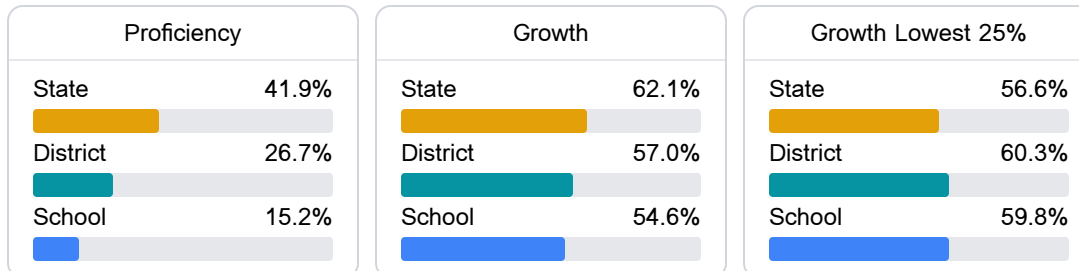 Proficiency
State 41.9%
District 26.7%
School 15.2%
Growth
State 62.1%
District 57.0%
School 54.6%
Growth Lowest 25%
State 56.6%
District 60.3%
School 59.8%